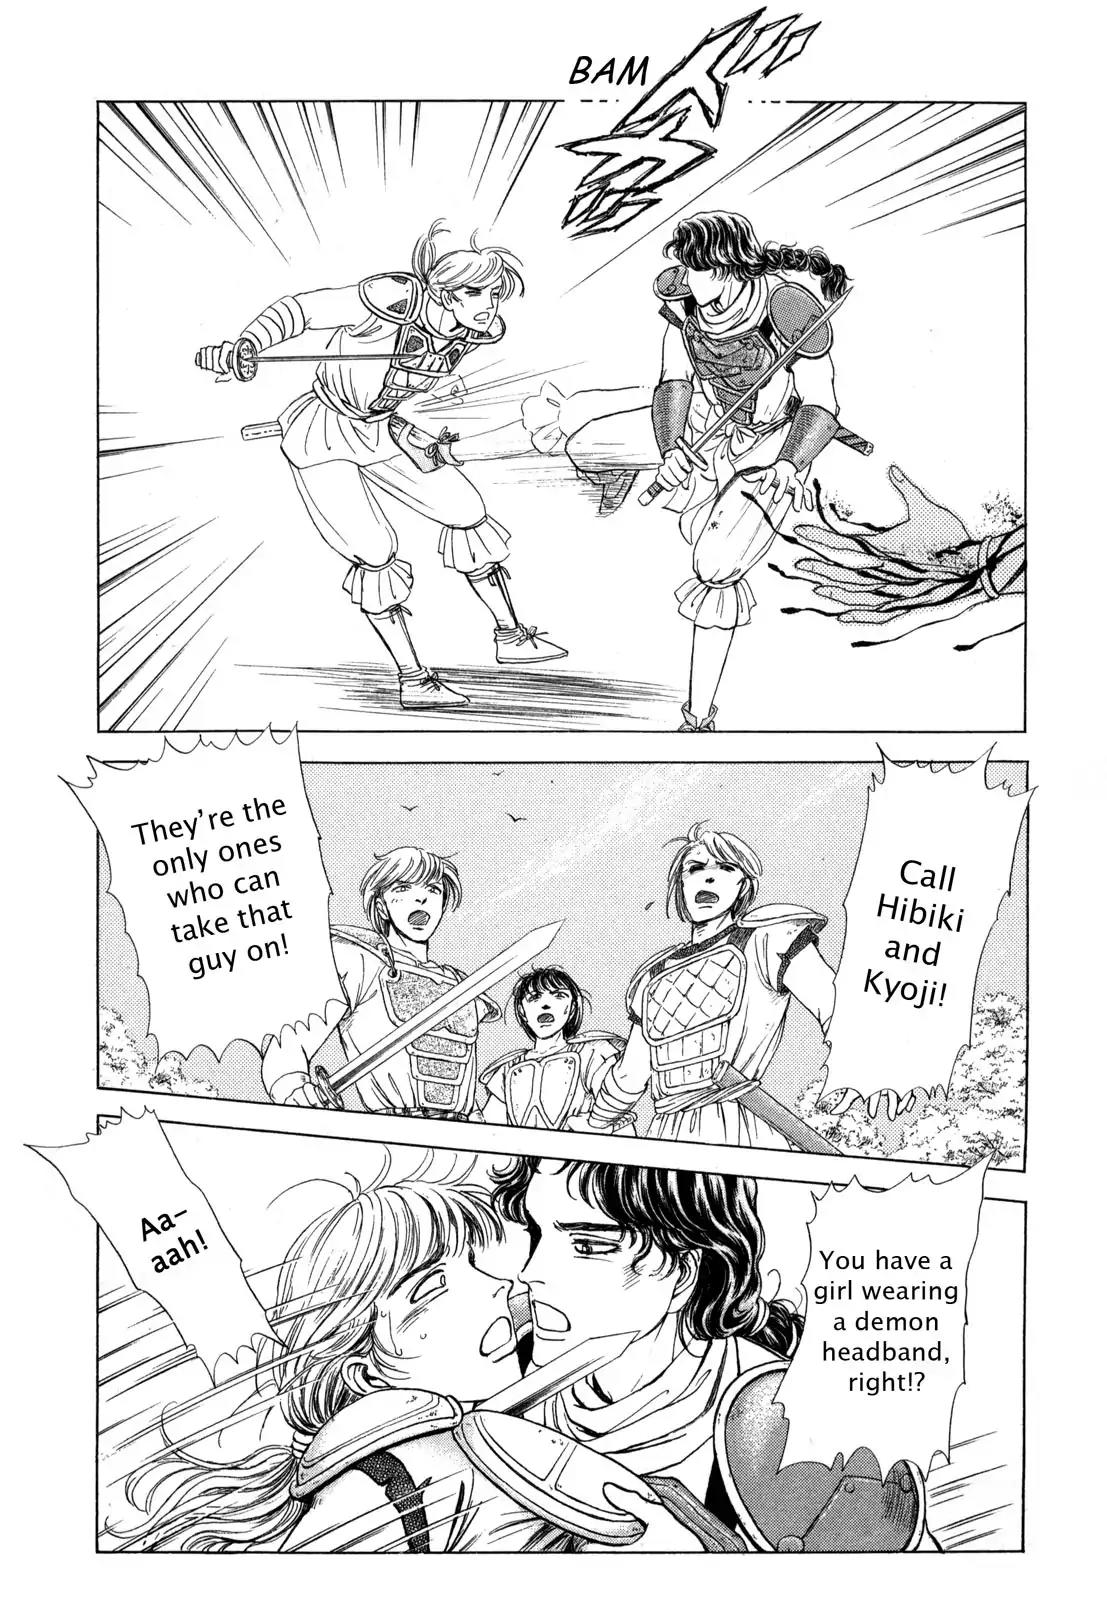 BAM
Call
Hibiki
and
Kyoji!
They're the
only ones
who can
take that
guy on!
You have a
girl wearing
a demon
headband,
right!?
Aa-
aah!